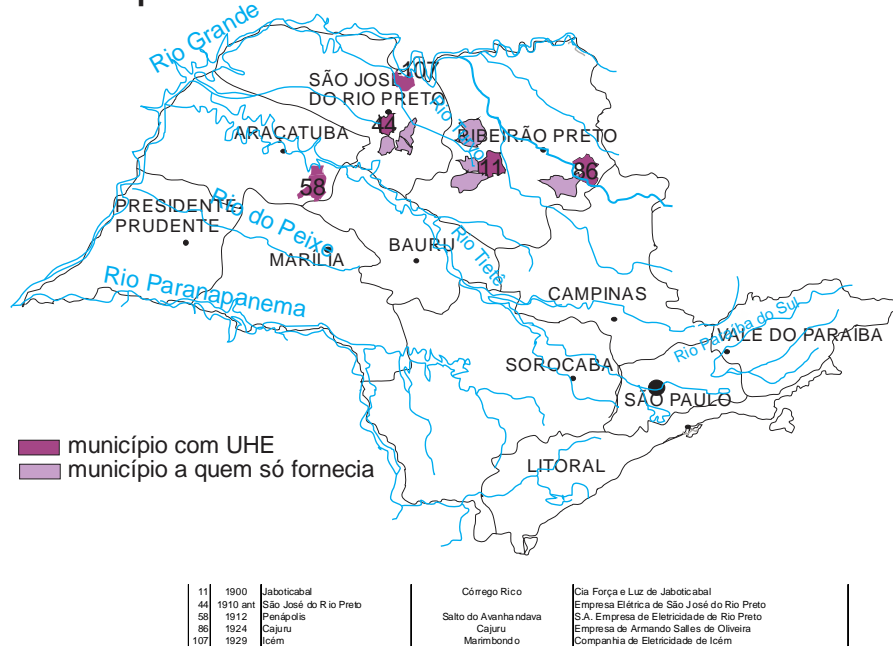 Rio Grande
107
SÃO JOSÉ
DO RIO PRETO
44
ARAÇATUBA
RIBEIRÃO PRETO
11
86
58
PRESIDENTE
PRUDENTE
Rio do Peixe
MARÍLIA
BAURU
Rio Tietê
Rio Paranapanema
CAMPINAS
Rio Paraíba do Sul
VALE DO PARAÍBA
SOROCABA
SÃO PAULO
LITORAL
município com UHE
município a quem só fornecia
11 1900 Jaboticabal Córrego Rico Cia Força e Luz de Jaboticabal
44 1910 ant São José do Rio Preto Empresa Elétrica de São José do Rio Preto
58 1912 Penápolis Salto do Avanhandava S.A. Empresa de Eletricidade de Rio Preto
86 1924 Cajuru Cajuru Empresa de Armando Salles de Oliveira
107 1929 Icém Marimbondo Companhia de Eletricidade de Icém